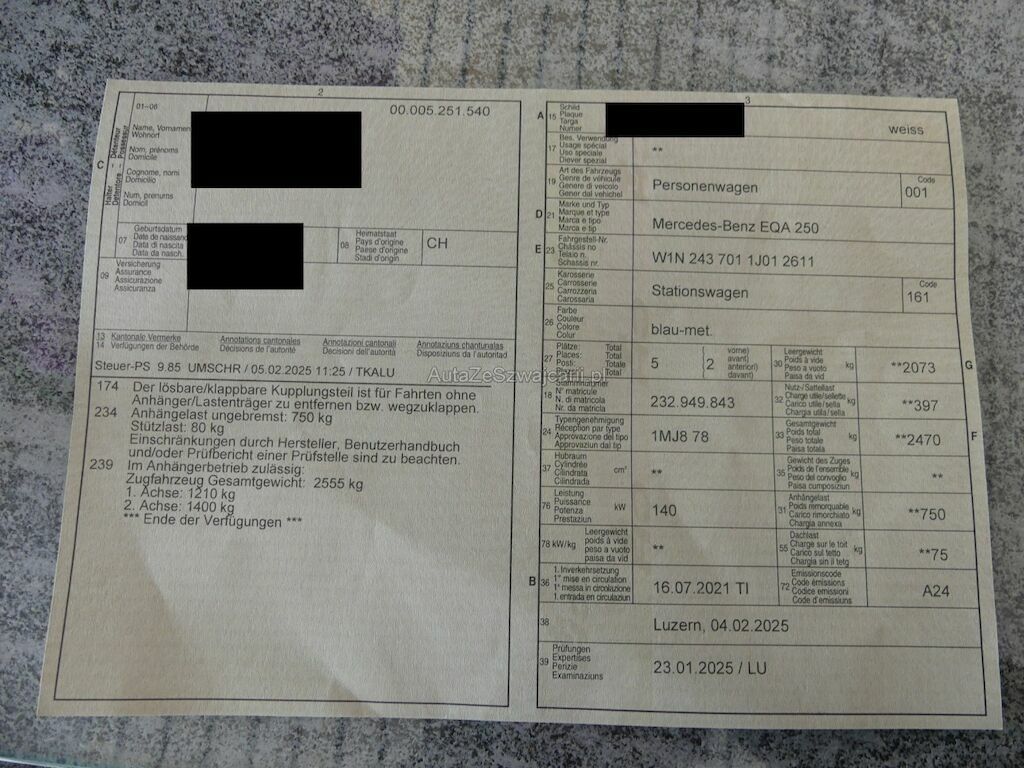 2
01–06
00.005.251.540
C
Halter Détenteur
Detentore Possessur
Name, Vornamen
Wohnort
Nom, prénoms
Domicile
Cognome, nomi
Domicilio
Num, prenums
Domicil
07
Geburtsdatum
Date de naissance
Data di nascita
Data da nasch.
08
Heimatstaat
Pays d'origine
Paese d'origine
Stadi d'origin
CH
09
Versicherung
Assurance
Assicurazione
Assicuranza
13 Kantonale Vermerke
14 Verfügungen der Behörde
Annotations cantonales
Décisions de l'autorité
Annotazioni cantonali
Decisioni dell'autorità
Annotaziuns chantunalas
Disposiziuns da l'autoritad
Steuer-PS 9.85 UMSCHR / 05.02.2025 11:25 / TKALU
174 Der lösbare/klappbare Kupplungsteil ist für Fahrten ohne
Anhänger/Lastenträger zu entfernen bzw. wegzuklappen.
234 Anhängelast ungebremst: 750 kg
Stützlast: 80 kg
Einschränkungen durch Hersteller, Benutzerhandbuch
und/oder Prüfbericht einer Prüfstelle sind zu beachten.
239 Im Anhängerbetrieb zulässig:
Zugfahrzeug Gesamtgewicht: 2555 kg
1. Achse: 1210 kg
2. Achse: 1400 kg
*** Ende der Verfügungen ***
3
A 15
Schild
Plaque
Targa
Numer
weiss
17
Bes. Verwendung
Usage spécial
Uso speciale
Diever spezial
**
19
Art des Fahrzeugs
Genre de véhicule
Genere di veicolo
Gener dal vehichel
Personenwagen
Code
001
D 21
Marke und Typ
Marque et type
Marca e tipo
Marca e tip
Mercedes-Benz EQA 250
E 23
Fahrgestell-Nr.
Châssis no
Telaio n.
Schassis nr.
W1N 243 701 1J01 2611
25
Karosserie
Carrosserie
Carrozzeria
Carossaria
Stationswagen
Code
161
26
Farbe
Couleur
Colore
Colur
blau-met.
27
Plätze: Total
Places: Total
Posti: Totale
Total
5
2
vorne)
avant)
anteriori)
davant)
30
Leergewicht
Poids à vide
Peso a vuoto
Paisa da vid
kg
**2073
G
AutaZeSzwajcarii.pl
18
Stammnummer
N° matricule
N. di matricola
Nr. da matricla
232.949.843
32
Nutz-/Sattellast
Charge utile/sellette
Carico utile/sella
Chargia utila/sella
kg
**397
24
Typengenehmigung
Réception par type
Approvazione del tipo
Approvaziun dal tip
1MJ8 78
33
Gesamtgewicht
Poids total
Peso totale
Paisa totala
kg
**2470
F
37
Hubraum
Cylindrée
Cilindrata
Cilindrada
cm³
**
35
Gewicht des Zuges
Poids de l'ensemble
Peso del convoglio
Paisa cumposiziun
kg
**
76
Leistung
Puissance
Potenza
Prestaziun
kW
140
31
Anhängelast
Poids remorquable
Carico rimorchiato
Chargia annexa
kg
**750
78 kW/kg
Leergewicht
poids à vide
peso a vuoto
paisa da vid
**
55
Dachlast
Charge sur le toit
Carico sul tetto
Chargia sin il tetg
kg
**75
B 36
1. Inverkehrsetzung
1re mise en circulation
1a messa in circolazione
1. entrada en circulaziun
16.07.2021 TI
72
Emissionscode
Code émissions
Codice emissioni
Code d'emissiuns
A24
38
Luzern, 04.02.2025
39
Prüfungen
Expertises
Perizie
Examinaziuns
23.01.2025 / LU